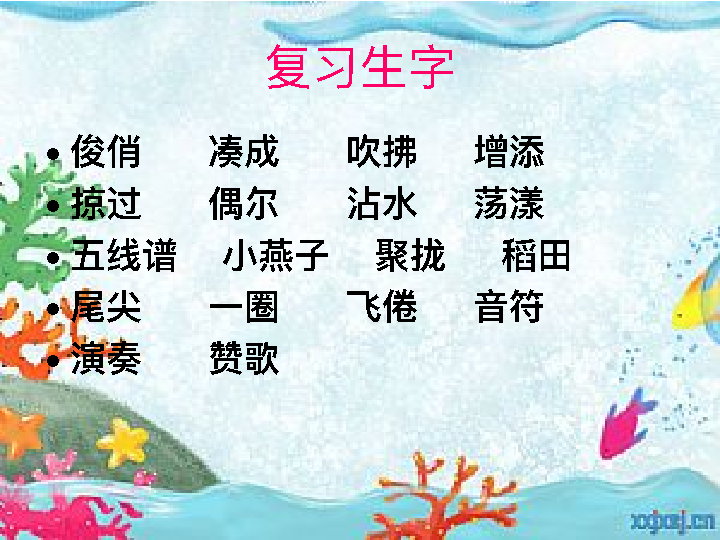 复习生字
• 俊俏 凑成 吹拂 增添
• 掠过 偶尔 沾水 荡漾
• 五线谱 小燕子 聚拢 稻田
• 尾尖 一圈 飞倦 音符
• 演奏 赞歌